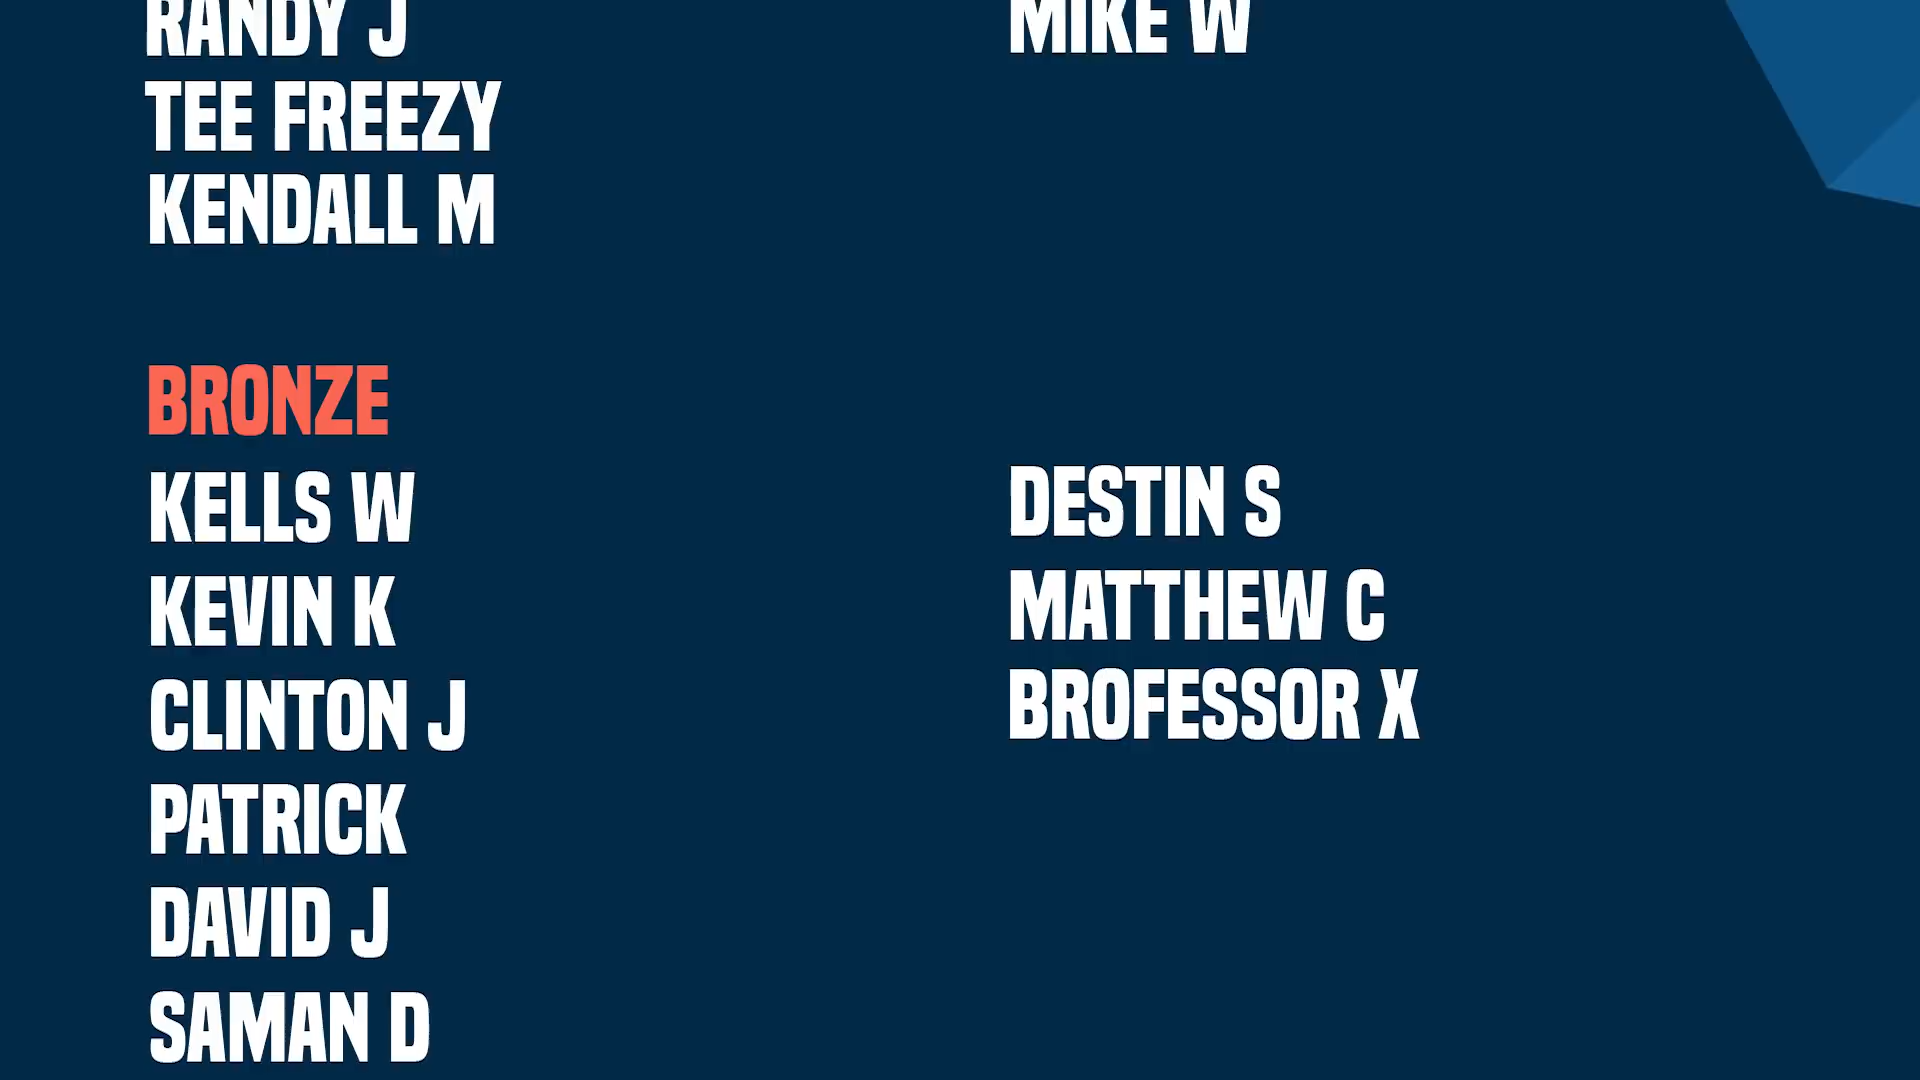 RANDY J
TEE FREEZY
KENDALL M
MIKE W
BRONZE
KELLS W
KEVIN K
CLINTON J
PATRICK
DAVID J
SAMAN D
DESTIN S
MATTHEW C
BROFESSOR X